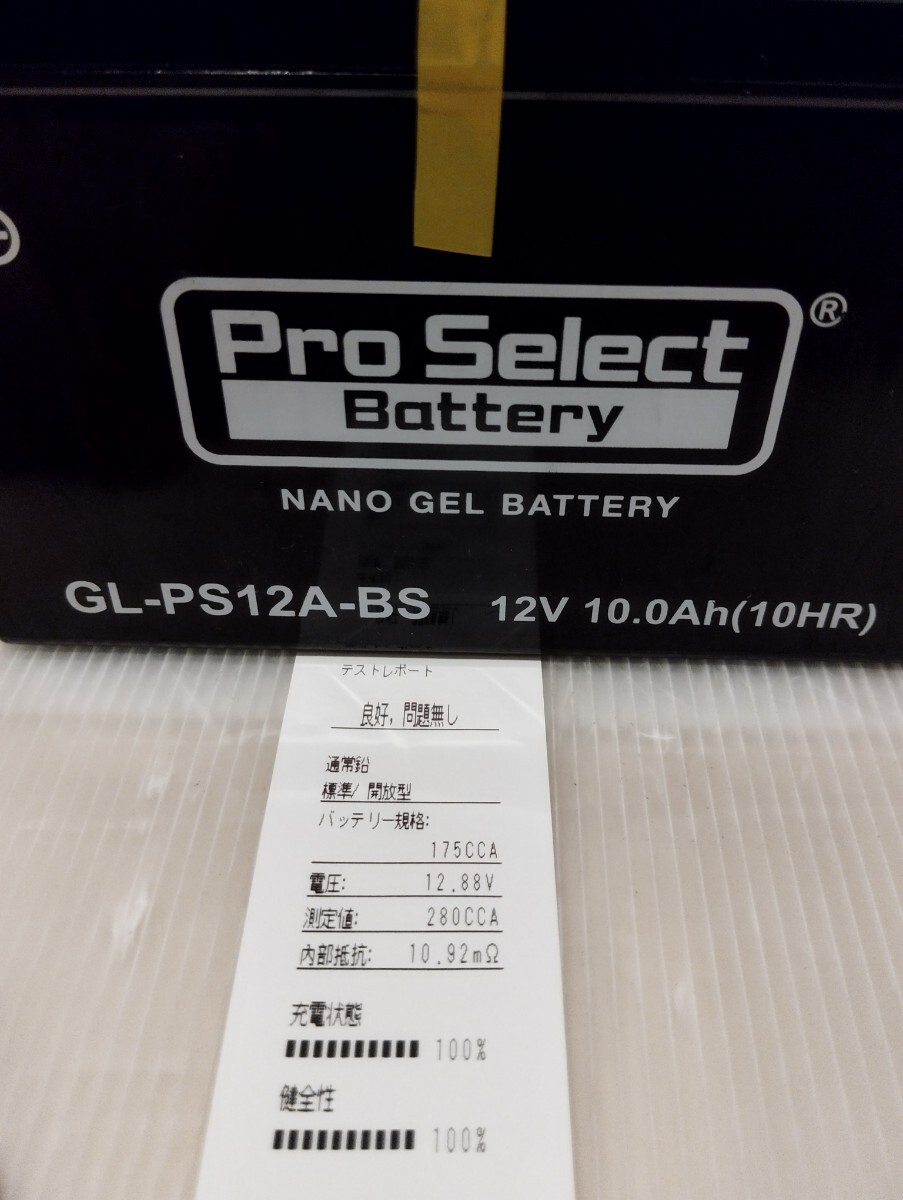 Pro Select
®
Battery
NANO GEL BATTERY
GL-PS12A-BS 12V 10.0Ah(10HR)
テストレポート
良好, 問題無し
通常鉛
標準/ 開放型
バッテリー規格:
175CCA
電圧: 12.88V
測定値: 280CCA
内部抵抗: 10.92mΩ
充電状態
100%
健全性
100%